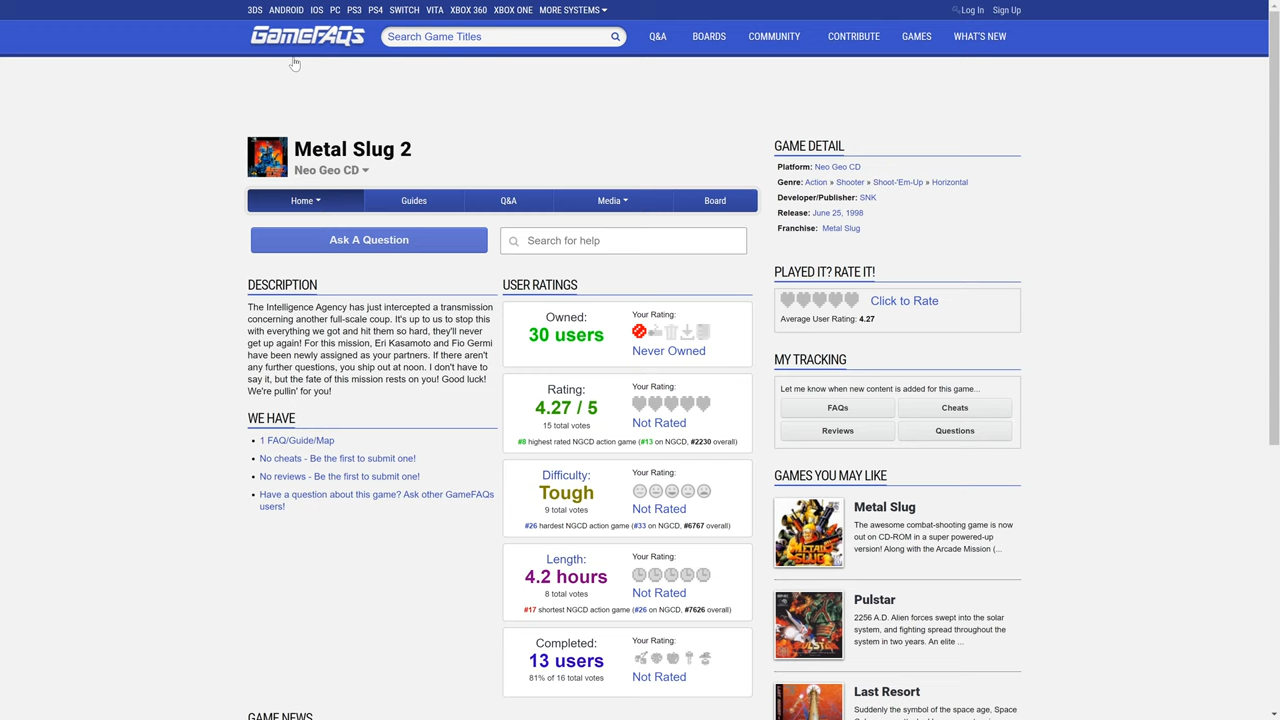 3DS ANDROID IOS PC PS3 PS4 SWITCH VITA XBOX 360 XBOX ONE MORE SYSTEMS
Log In Sign Up
GameFAQs
Search Game Titles
Q&A BOARDS COMMUNITY CONTRIBUTE GAMES WHAT'S NEW
Metal Slug 2
Neo Geo CD
Home Guides Q&A Media Board
Ask A Question
Search for help
DESCRIPTION
The Intelligence Agency has just intercepted a transmission
concerning another full-scale coup. It's up to us to stop this
with everything we got and hit them so hard, they'll never
get up again! For this mission, Eri Kasamoto and Fio Germi
have been newly assigned as your partners. If there aren't
any further questions, you ship out at noon. I don't have to
say it, but the fate of this mission rests on you! Good luck!
We're pullin' for you!
WE HAVE
1 FAQ/Guide/Map
No cheats - Be the first to submit one!
No reviews - Be the first to submit one!
Have a question about this game? Ask other GameFAQs
users!
USER RATINGS
Owned:
30 users
Your Rating:
Never Owned
Rating:
4.27 / 5
15 total votes
Your Rating:
Not Rated
#8 highest rated NGCD action game (#13 on NGCD, #2230 overall)
Difficulty:
Tough
9 total votes
Your Rating:
Not Rated
#26 hardest NGCD action game (#33 on NGCD, #6767 overall)
Length:
4.2 hours
8 total votes
Your Rating:
Not Rated
#17 shortest NGCD action game (#26 on NGCD, #7626 overall)
Completed:
13 users
81% of 16 total votes
Your Rating:
Not Rated
GAME NEWS
GAME DETAIL
Platform: Neo Geo CD
Genre: Action » Shooter » Shoot-'Em-Up » Horizontal
Developer/Publisher: SNK
Release: June 25, 1998
Franchise: Metal Slug
PLAYED IT? RATE IT!
Click to Rate
Average User Rating: 4.27
MY TRACKING
Let me know when new content is added for this game...
FAQs Cheats
Reviews Questions
GAMES YOU MAY LIKE
Metal Slug
The awesome combat-shooting game is now
out on CD-ROM in a super powered-up
version! Along with the Arcade Mission (...
Pulstar
2256 A.D. Alien forces swept into the solar
system, and fighting spread throughout the
system in two years. An elite ...
Last Resort
Suddenly the symbol of the space age, Space